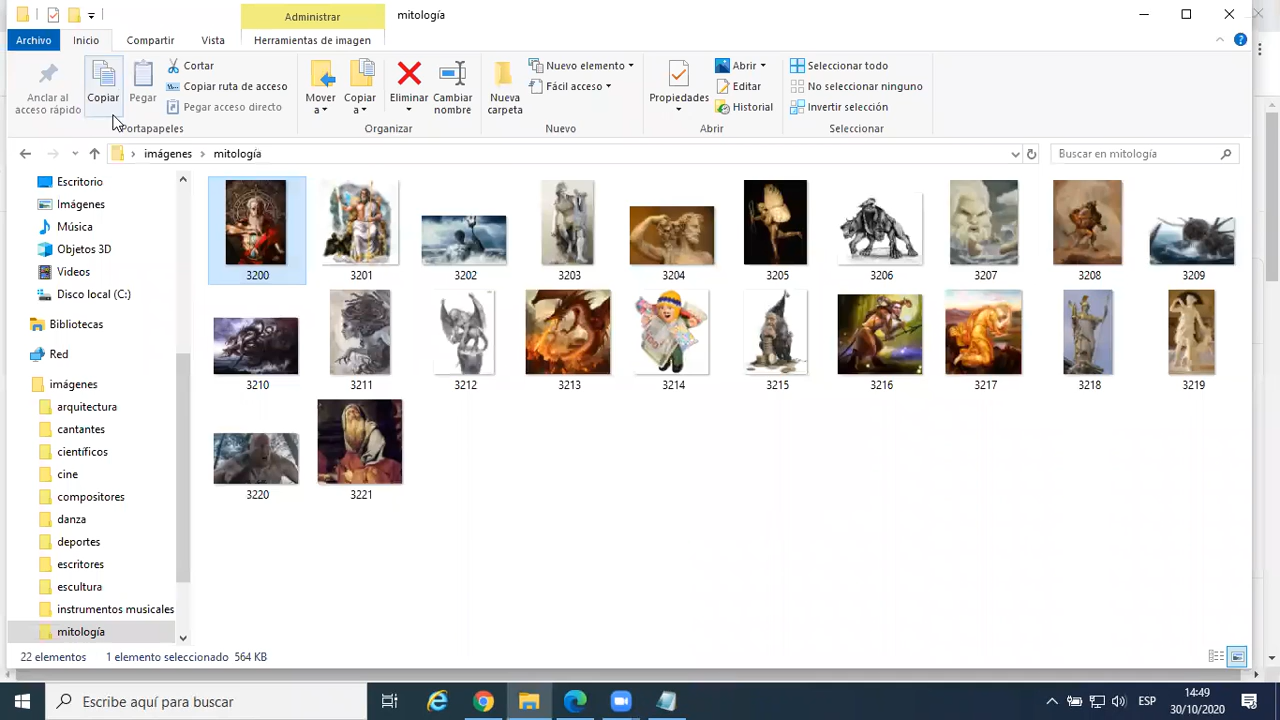 Administrar
mitología
Archivo
Inicio
Compartir
Vista
Herramientas de imagen
Anclar al
acceso rápido
Copiar
Pegar
Cortar
Copiar ruta de acceso
Pegar acceso directo
Portapapeles
Mover
a
Copiar
a
Eliminar
Cambiar
nombre
Organizar
Nueva
carpeta
Nuevo elemento
Fácil acceso
Nuevo
Propiedades
Abrir
Editar
Historial
Abrir
Seleccionar todo
No seleccionar ninguno
Invertir selección
Seleccionar
imágenes > mitología
Buscar en mitología
Escritorio
Imágenes
Música
Objetos 3D
Videos
Disco local (C:)
Bibliotecas
Red
imágenes
arquitectura
cantantes
científicos
cine
compositores
danza
deportes
escritores
escultura
instrumentos musicales
mitología
3200 3201 3202 3203 3204 3205 3206 3207 3208 3209
3210 3211 3212 3213 3214 3215 3216 3217 3218 3219
3220 3221
22 elementos 1 elemento seleccionado 564 KB
Escribe aquí para buscar
ESP
14:49
30/10/2020